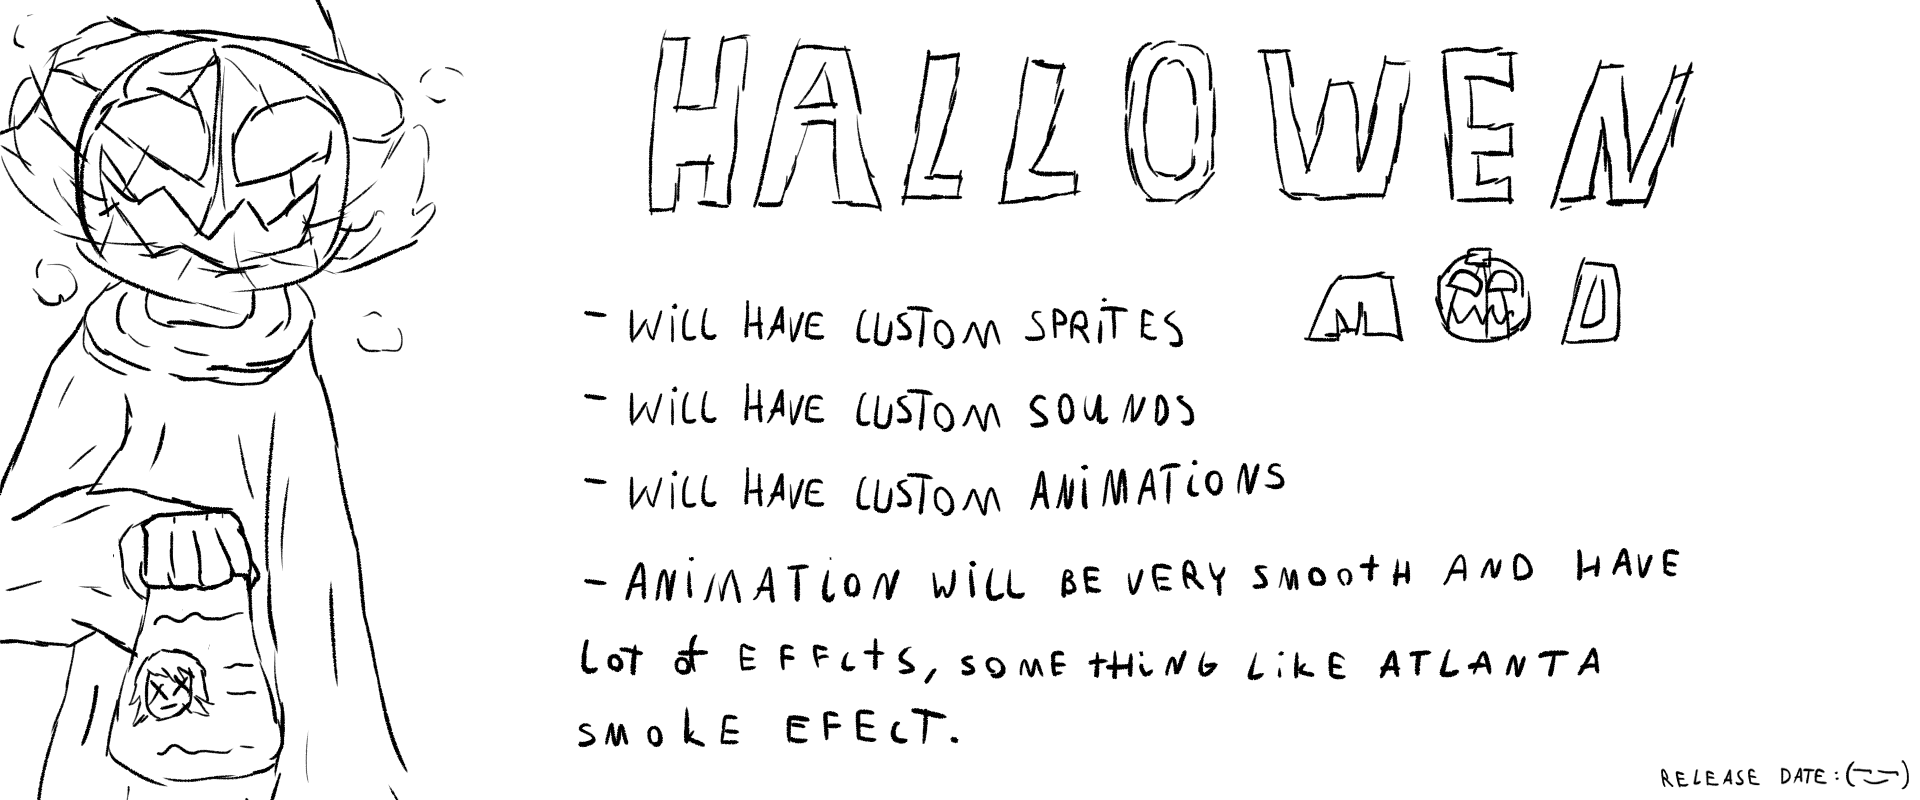 HALLOWEN
MOD
- WiLL HAVE CUSTOM SPRiTES
- WiLL HAVE CUSTOM SOUNDS
- WiLL HAVE CUSTOM ANiMATiONS
- ANiMATiON WiLL BE VERY SMOOtH AND HAVE
LOT Of EFFCtS, SOME tHiNG LikE ATLANTA
SMOkE EFECT.
RELEASE DATE:(¬‿¬)